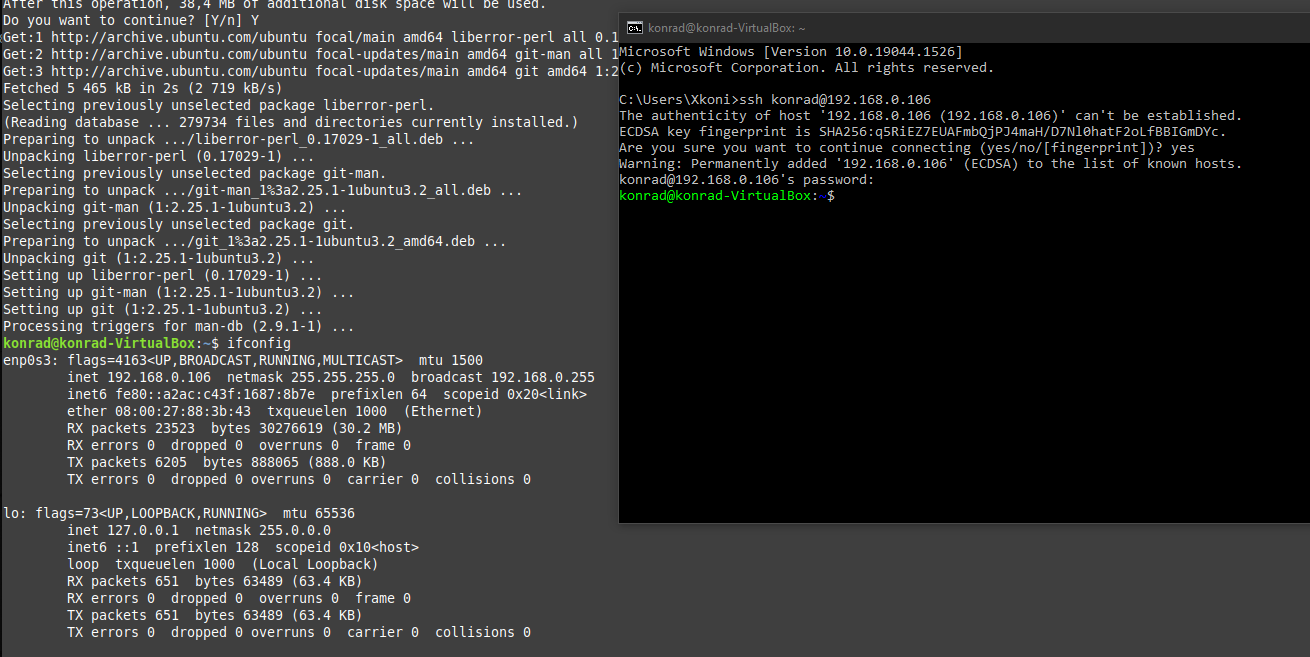 After this operation, 38,4 MB of additional disk space will be used.
Do you want to continue? [Y/n] Y
Get:1 http://archive.ubuntu.com/ubuntu focal/main amd64 liberror-perl all 0.1
Get:2 http://archive.ubuntu.com/ubuntu focal-updates/main amd64 git-man all 1
Get:3 http://archive.ubuntu.com/ubuntu focal-updates/main amd64 git amd64 1:2
Fetched 5 465 kB in 2s (2 719 kB/s)
Selecting previously unselected package liberror-perl.
(Reading database ... 279734 files and directories currently installed.)
Preparing to unpack .../liberror-perl_0.17029-1_all.deb ...
Unpacking liberror-perl (0.17029-1) ...
Selecting previously unselected package git-man.
Preparing to unpack .../git-man_1%3a2.25.1-1ubuntu3.2_all.deb ...
Unpacking git-man (1:2.25.1-1ubuntu3.2) ...
Selecting previously unselected package git.
Preparing to unpack .../git_1%3a2.25.1-1ubuntu3.2_amd64.deb ...
Unpacking git (1:2.25.1-1ubuntu3.2) ...
Setting up liberror-perl (0.17029-1) ...
Setting up git-man (1:2.25.1-1ubuntu3.2) ...
Setting up git (1:2.25.1-1ubuntu3.2) ...
Processing triggers for man-db (2.9.1-1) ...
konrad@konrad-VirtualBox:~$ ifconfig
enp0s3: flags=4163<UP,BROADCAST,RUNNING,MULTICAST>  mtu 1500
        inet 192.168.0.106  netmask 255.255.255.0  broadcast 192.168.0.255
        inet6 fe80::a2ac:c43f:1687:8b7e  prefixlen 64  scopeid 0x20<link>
        ether 08:00:27:88:3b:43  txqueuelen 1000  (Ethernet)
        RX packets 23523  bytes 30276619 (30.2 MB)
        RX errors 0  dropped 0  overruns 0  frame 0
        TX packets 6205  bytes 888065 (888.0 KB)
        TX errors 0  dropped 0 overruns 0  carrier 0  collisions 0

lo: flags=73<UP,LOOPBACK,RUNNING>  mtu 65536
        inet 127.0.0.1  netmask 255.0.0.0
        inet6 ::1  prefixlen 128  scopeid 0x10<host>
        loop  txqueuelen 1000  (Local Loopback)
        RX packets 651  bytes 63489 (63.4 KB)
        RX errors 0  dropped 0  overruns 0  frame 0
        TX packets 651  bytes 63489 (63.4 KB)
        TX errors 0  dropped 0 overruns 0  carrier 0  collisions 0
konrad@konrad-VirtualBox: ~
Microsoft Windows [Version 10.0.19044.1526]
(c) Microsoft Corporation. All rights reserved.

C:\Users\Xkoni>ssh konrad@192.168.0.106
The authenticity of host '192.168.0.106 (192.168.0.106)' can't be established.
ECDSA key fingerprint is SHA256:q5RiEZ7EUAFmbQjPJ4maH/D7Nl0hatF2oLfBBIGmDYc.
Are you sure you want to continue connecting (yes/no/[fingerprint])? yes
Warning: Permanently added '192.168.0.106' (ECDSA) to the list of known hosts.
konrad@192.168.0.106's password:
konrad@konrad-VirtualBox:~$